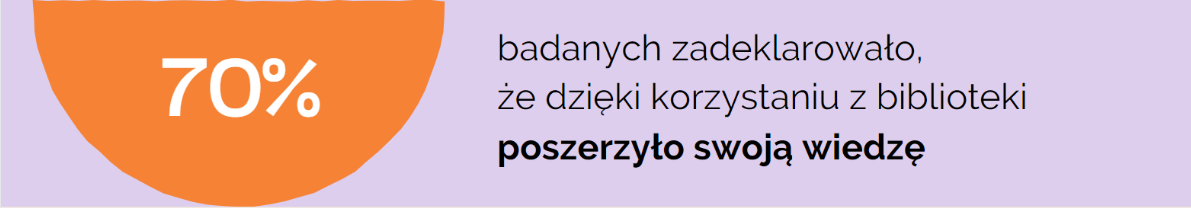 70%
badanych zadeklarowało,
że dzięki korzystaniu z biblioteki
poszerzyło swoją wiedzę